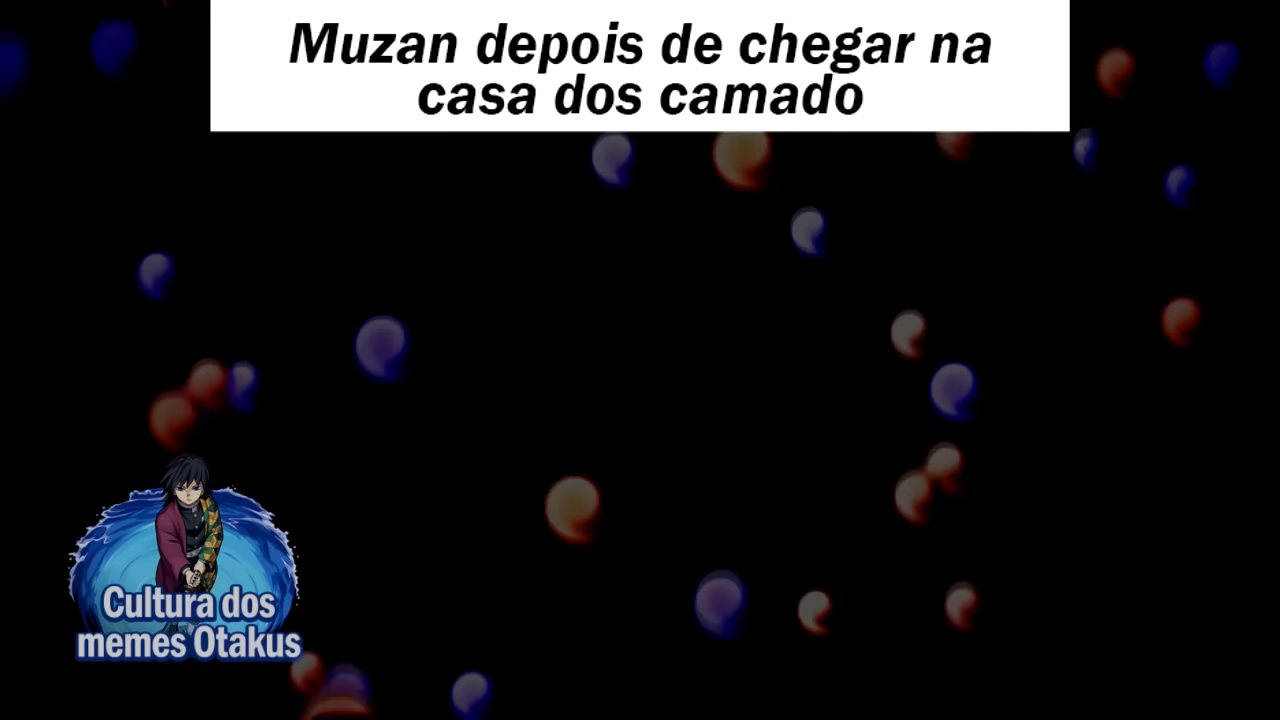 Muzan depois de chegar na
casa dos camado
Cultura dos
memes Otakus